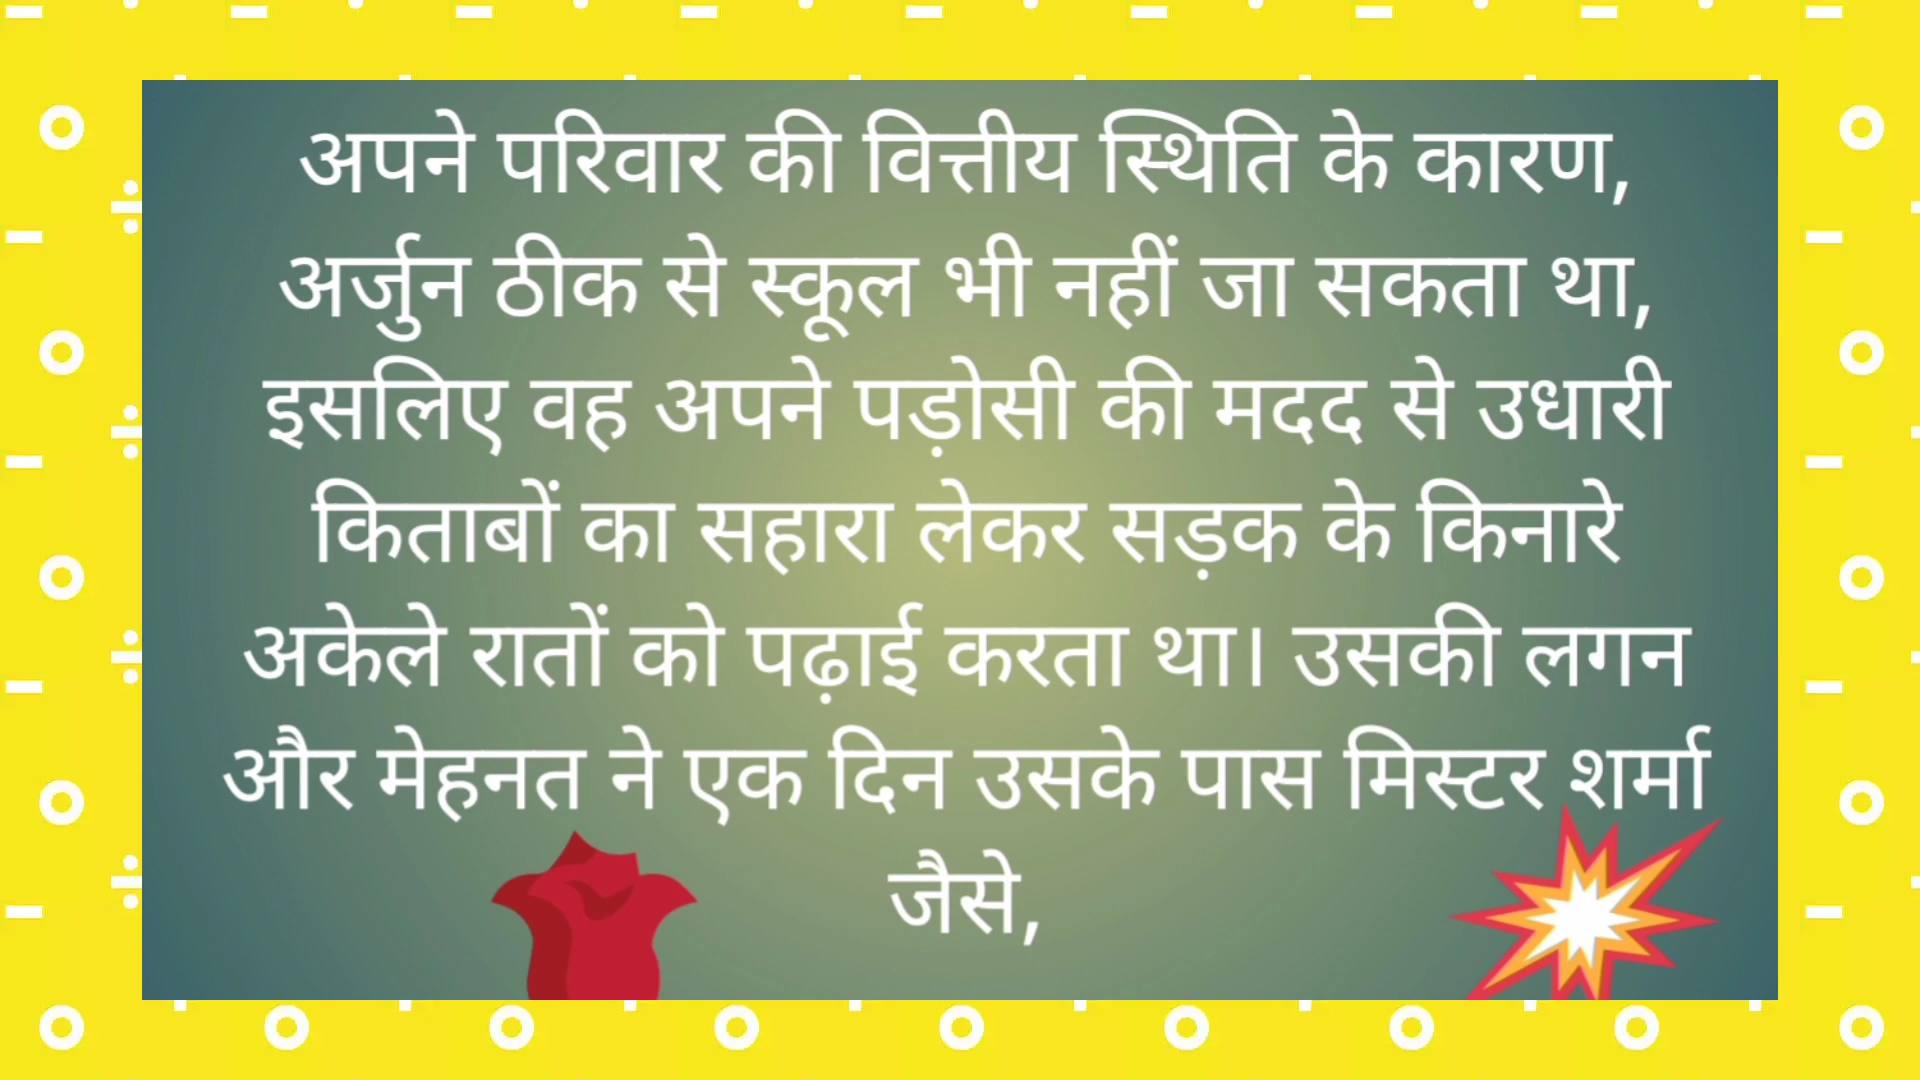 अपने परिवार की वित्तीय स्थिति के कारण,
अर्जुन ठीक से स्कूल भी नहीं जा सकता था,
इसलिए वह अपने पड़ोसी की मदद से उधारी
किताबों का सहारा लेकर सड़क के किनारे
अकेले रातों को पढ़ाई करता था। उसकी लगन
और मेहनत ने एक दिन उसके पास मिस्टर शर्मा
जैसे,